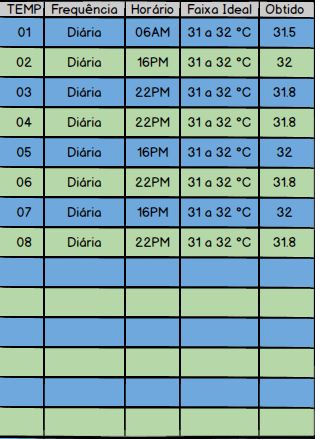 TEMP Frequência Horário Faixa Ideal Obtido
01 Diária 06AM 31 a 32 °C 31.5
02 Diária 16PM 31 a 32 °C 32
03 Diária 22PM 31 a 32 °C 31.8
04 Diária 22PM 31 a 32 °C 31.8
05 Diária 16PM 31 a 32 °C 32
06 Diária 22PM 31 a 32 °C 31.8
07 Diária 16PM 31 a 32 °C 32
08 Diária 22PM 31 a 32 °C 31.8